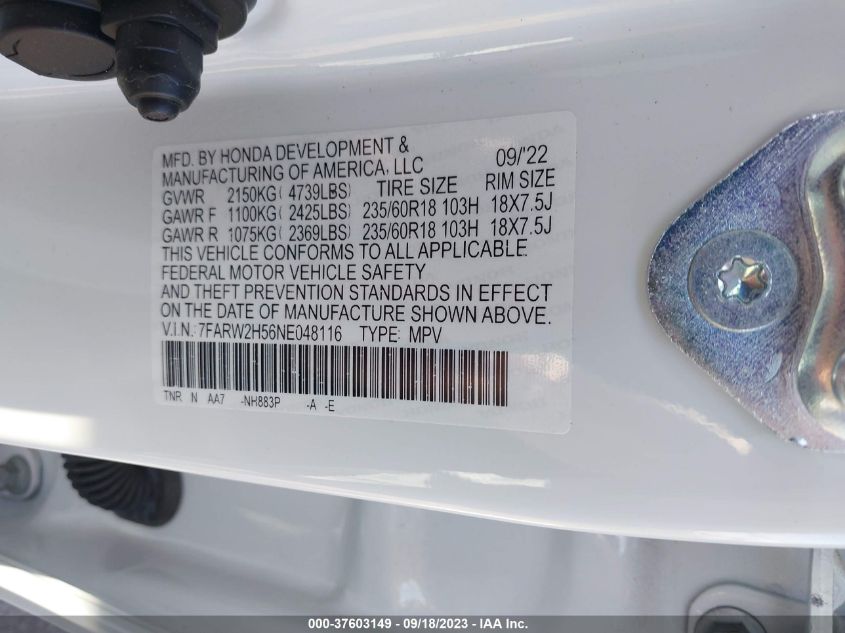 MFD. BY HONDA DEVELOPMENT &
MANUFACTURING OF AMERICA, LLC 09/'22
GVWR 2150KG( 4739LBS) TIRE SIZE RIM SIZE
GAWR F 1100KG( 2425LBS) 235/60R18 103H 18X7.5J
GAWR R 1075KG( 2369LBS) 235/60R18 103H 18X7.5J
THIS VEHICLE CONFORMS TO ALL APPLICABLE
FEDERAL MOTOR VEHICLE SAFETY
AND THEFT PREVENTION STANDARDS IN EFFECT
ON THE DATE OF MANUFACTURE SHOWN ABOVE.
V.I.N.:7FARW2H56NE048116 TYPE: MPV
TNR N AA7 -NH883P -A -E
000-37603149 - 09/18/2023 - IAA Inc.